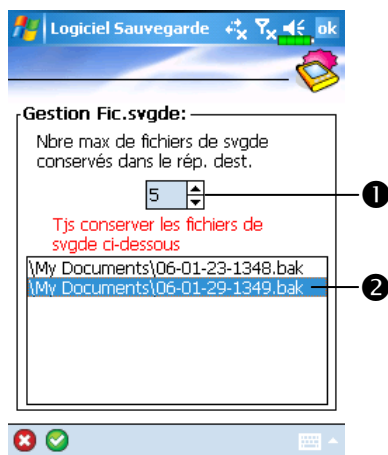 Logiciel Sauvegarde
ok
Gestion Fic.svgde:
Nbre max de fichiers de svgde
conservés dans le rép. dest.
5
1
Tjs conserver les fichiers de
svgde ci-dessous
\My Documents\06-01-23-1348.bak
\My Documents\06-01-29-1349.bak
2